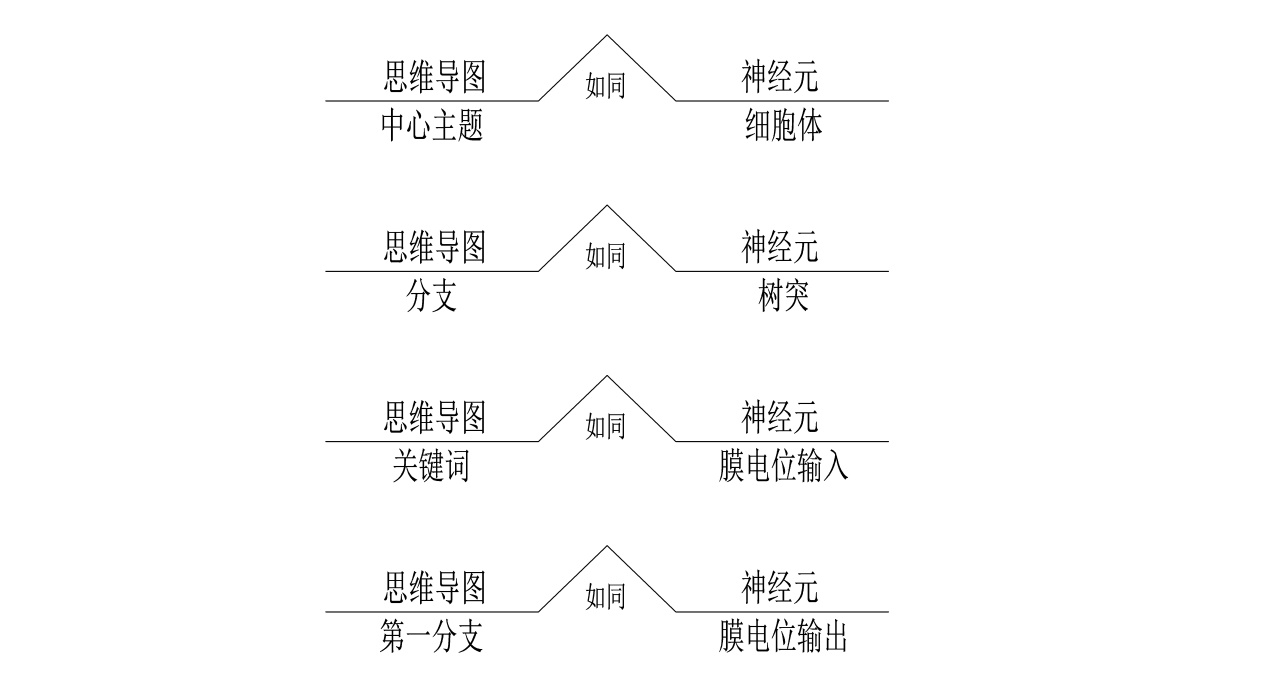 思维导图 如同 神经元
中心主题 细胞体
思维导图 如同 神经元
分支 树突
思维导图 如同 神经元
关键词 膜电位输入
思维导图 如同 神经元
第一分支 膜电位输出